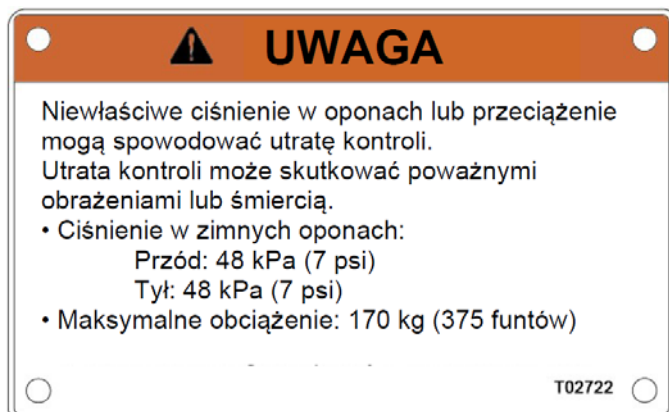 UWAGA
Niewłaściwe ciśnienie w oponach lub przeciążenie
mogą spowodować utratę kontroli.
Utrata kontroli może skutkować poważnymi
obrażeniami lub śmiercią.
• Ciśnienie w zimnych oponach:
Przód: 48 kPa (7 psi)
Tył: 48 kPa (7 psi)
• Maksymalne obciążenie: 170 kg (375 funtów)
T02722